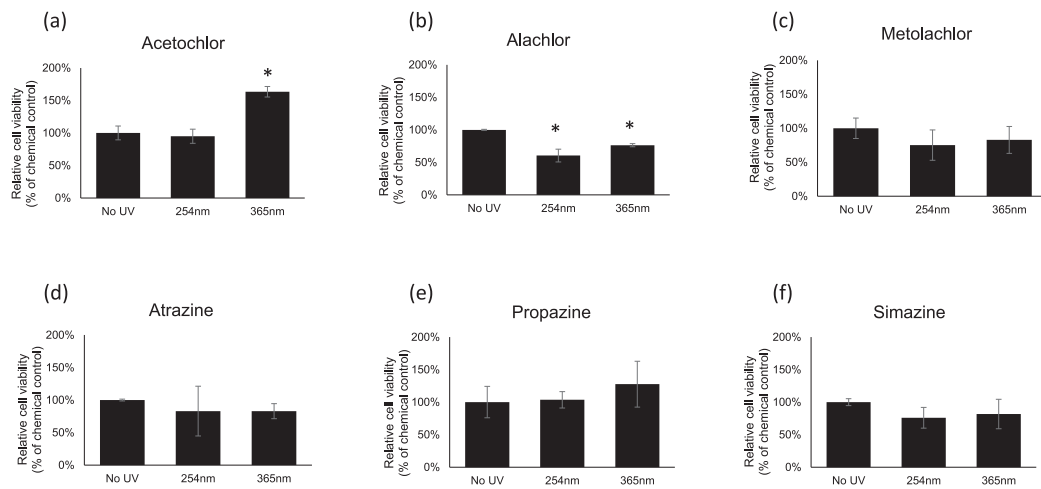 (a)
Acetochlor
Relative cell viability
(% of chemical control)
200%
150%
100%
50%
0%
*
No UV 254nm 365nm
(b)
Alachlor
Relative cell viability
(% of chemical control)
200%
150%
100%
50%
0%
* *
No UV 254nm 365nm
(c)
Metolachlor
Relative cell viability
(% of chemical control)
200%
150%
100%
50%
0%
No UV 254nm 365nm
(d)
Atrazine
Relative cell viability
(% of chemical control)
200%
150%
100%
50%
0%
No UV 254nm 365nm
(e)
Propazine
Relative cell viability
(% of chemical control)
200%
150%
100%
50%
0%
No UV 254nm 365nm
(f)
Simazine
Relative cell viability
(% of chemical control)
200%
150%
100%
50%
0%
No UV 254nm 365nm